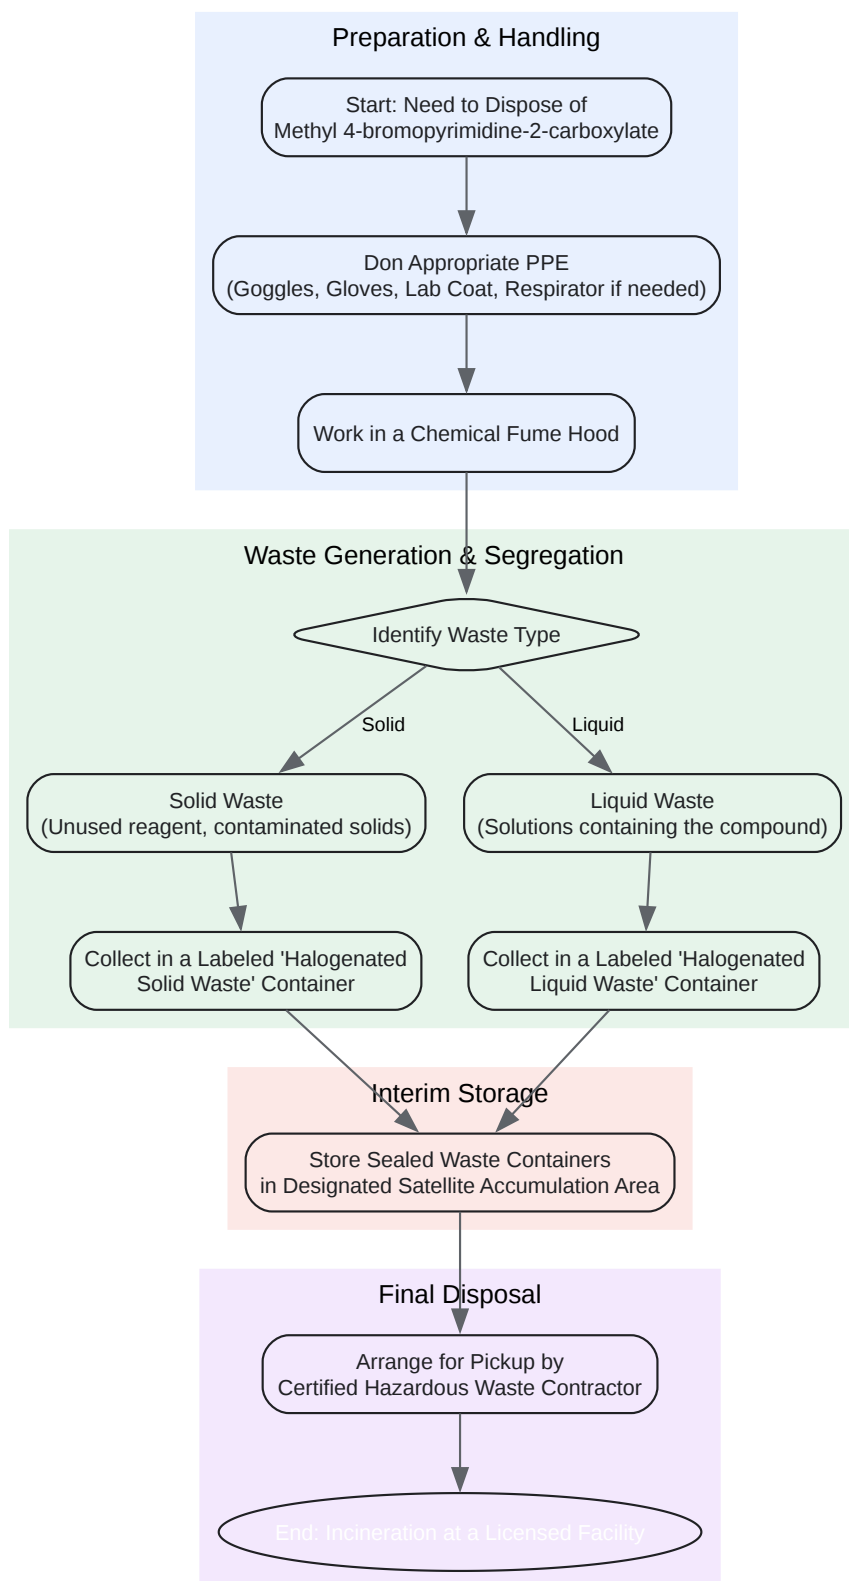 Preparation & Handling
Start: Need to Dispose of
Methyl 4-bromopyrimidine-2-carboxylate
Don Appropriate PPE
(Goggles, Gloves, Lab Coat, Respirator if needed)
Work in a Chemical Fume Hood
Waste Generation & Segregation
Identify Waste Type
Solid
Liquid
Solid Waste
(Unused reagent, contaminated solids)
Liquid Waste
(Solutions containing the compound)
Collect in a Labeled 'Halogenated
Solid Waste' Container
Collect in a Labeled 'Halogenated
Liquid Waste' Container
Interim Storage
Store Sealed Waste Containers
in Designated Satellite Accumulation Area
Final Disposal
Arrange for Pickup by
Certified Hazardous Waste Contractor
End: Incineration at a Licensed Facility